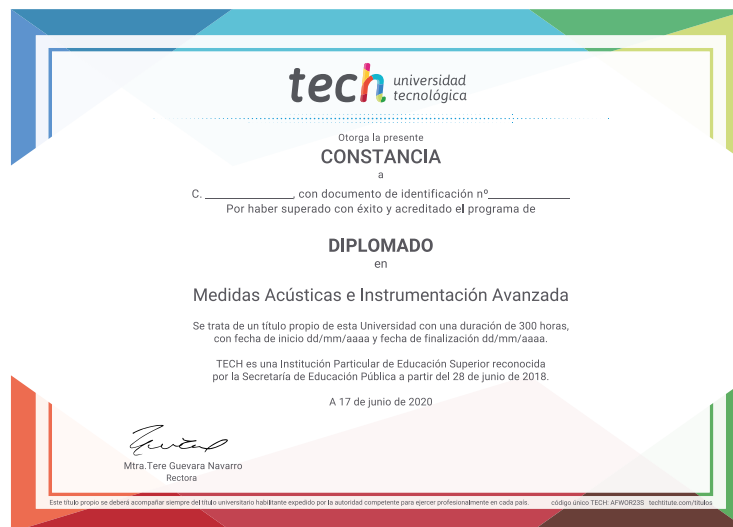 tech universidad
tecnológica
Otorga la presente
CONSTANCIA
a
C. ______________, con documento de identificación nº______________
Por haber superado con éxito y acreditado el programa de
DIPLOMADO
en
Medidas Acústicas e Instrumentación Avanzada
Se trata de un título propio de esta Universidad con una duración de 300 horas,
con fecha de inicio dd/mm/aaaa y fecha de finalización dd/mm/aaaa.
TECH es una Institución Particular de Educación Superior reconocida
por la Secretaría de Educación Pública a partir del 28 de junio de 2018.
A 17 de junio de 2020
Mtra.Tere Guevara Navarro
Rectora
Este título propio se deberá acompañar siempre del título universitario habilitante expedido por la autoridad competente para ejercer profesionalmente en cada país. código único TECH: AFWOR23S techtitute.com/títulos